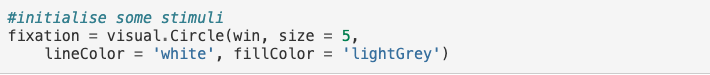 #initialise some stimuli
fixation = visual.Circle(win, size = 5,
    lineColor = 'white', fillColor = 'lightGrey')